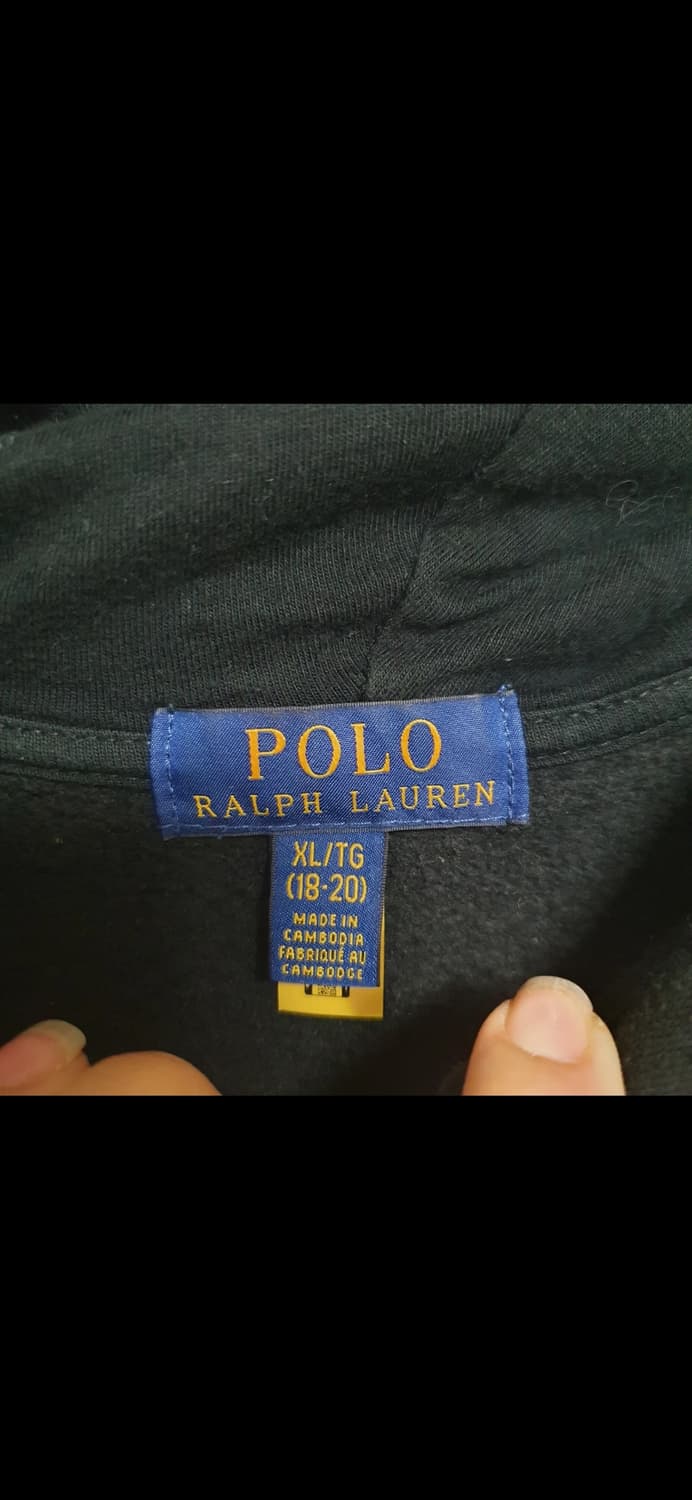 POLO
RALPH LAUREN
XL/TG
(18-20)
MADE IN
CAMBODIA
FABRIQUÉ AU
CAMBODGE